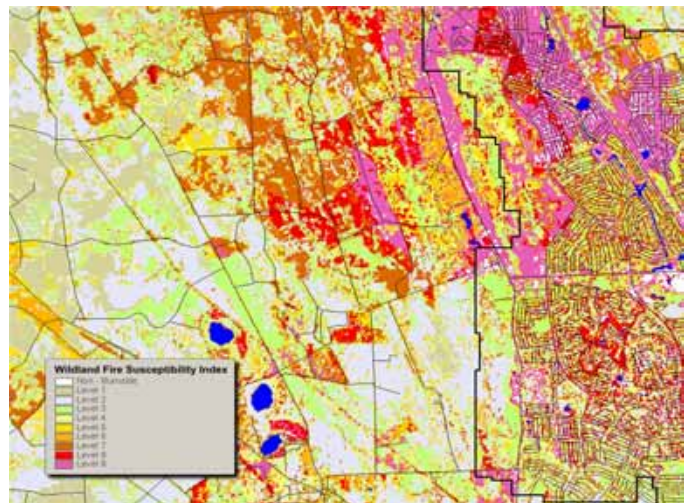 Wildland Fire Susceptibility Index
Non - Burnable
Level 1
Level 2
Level 3
Level 4
Level 5
Level 6
Level 7
Level 8
Level 9